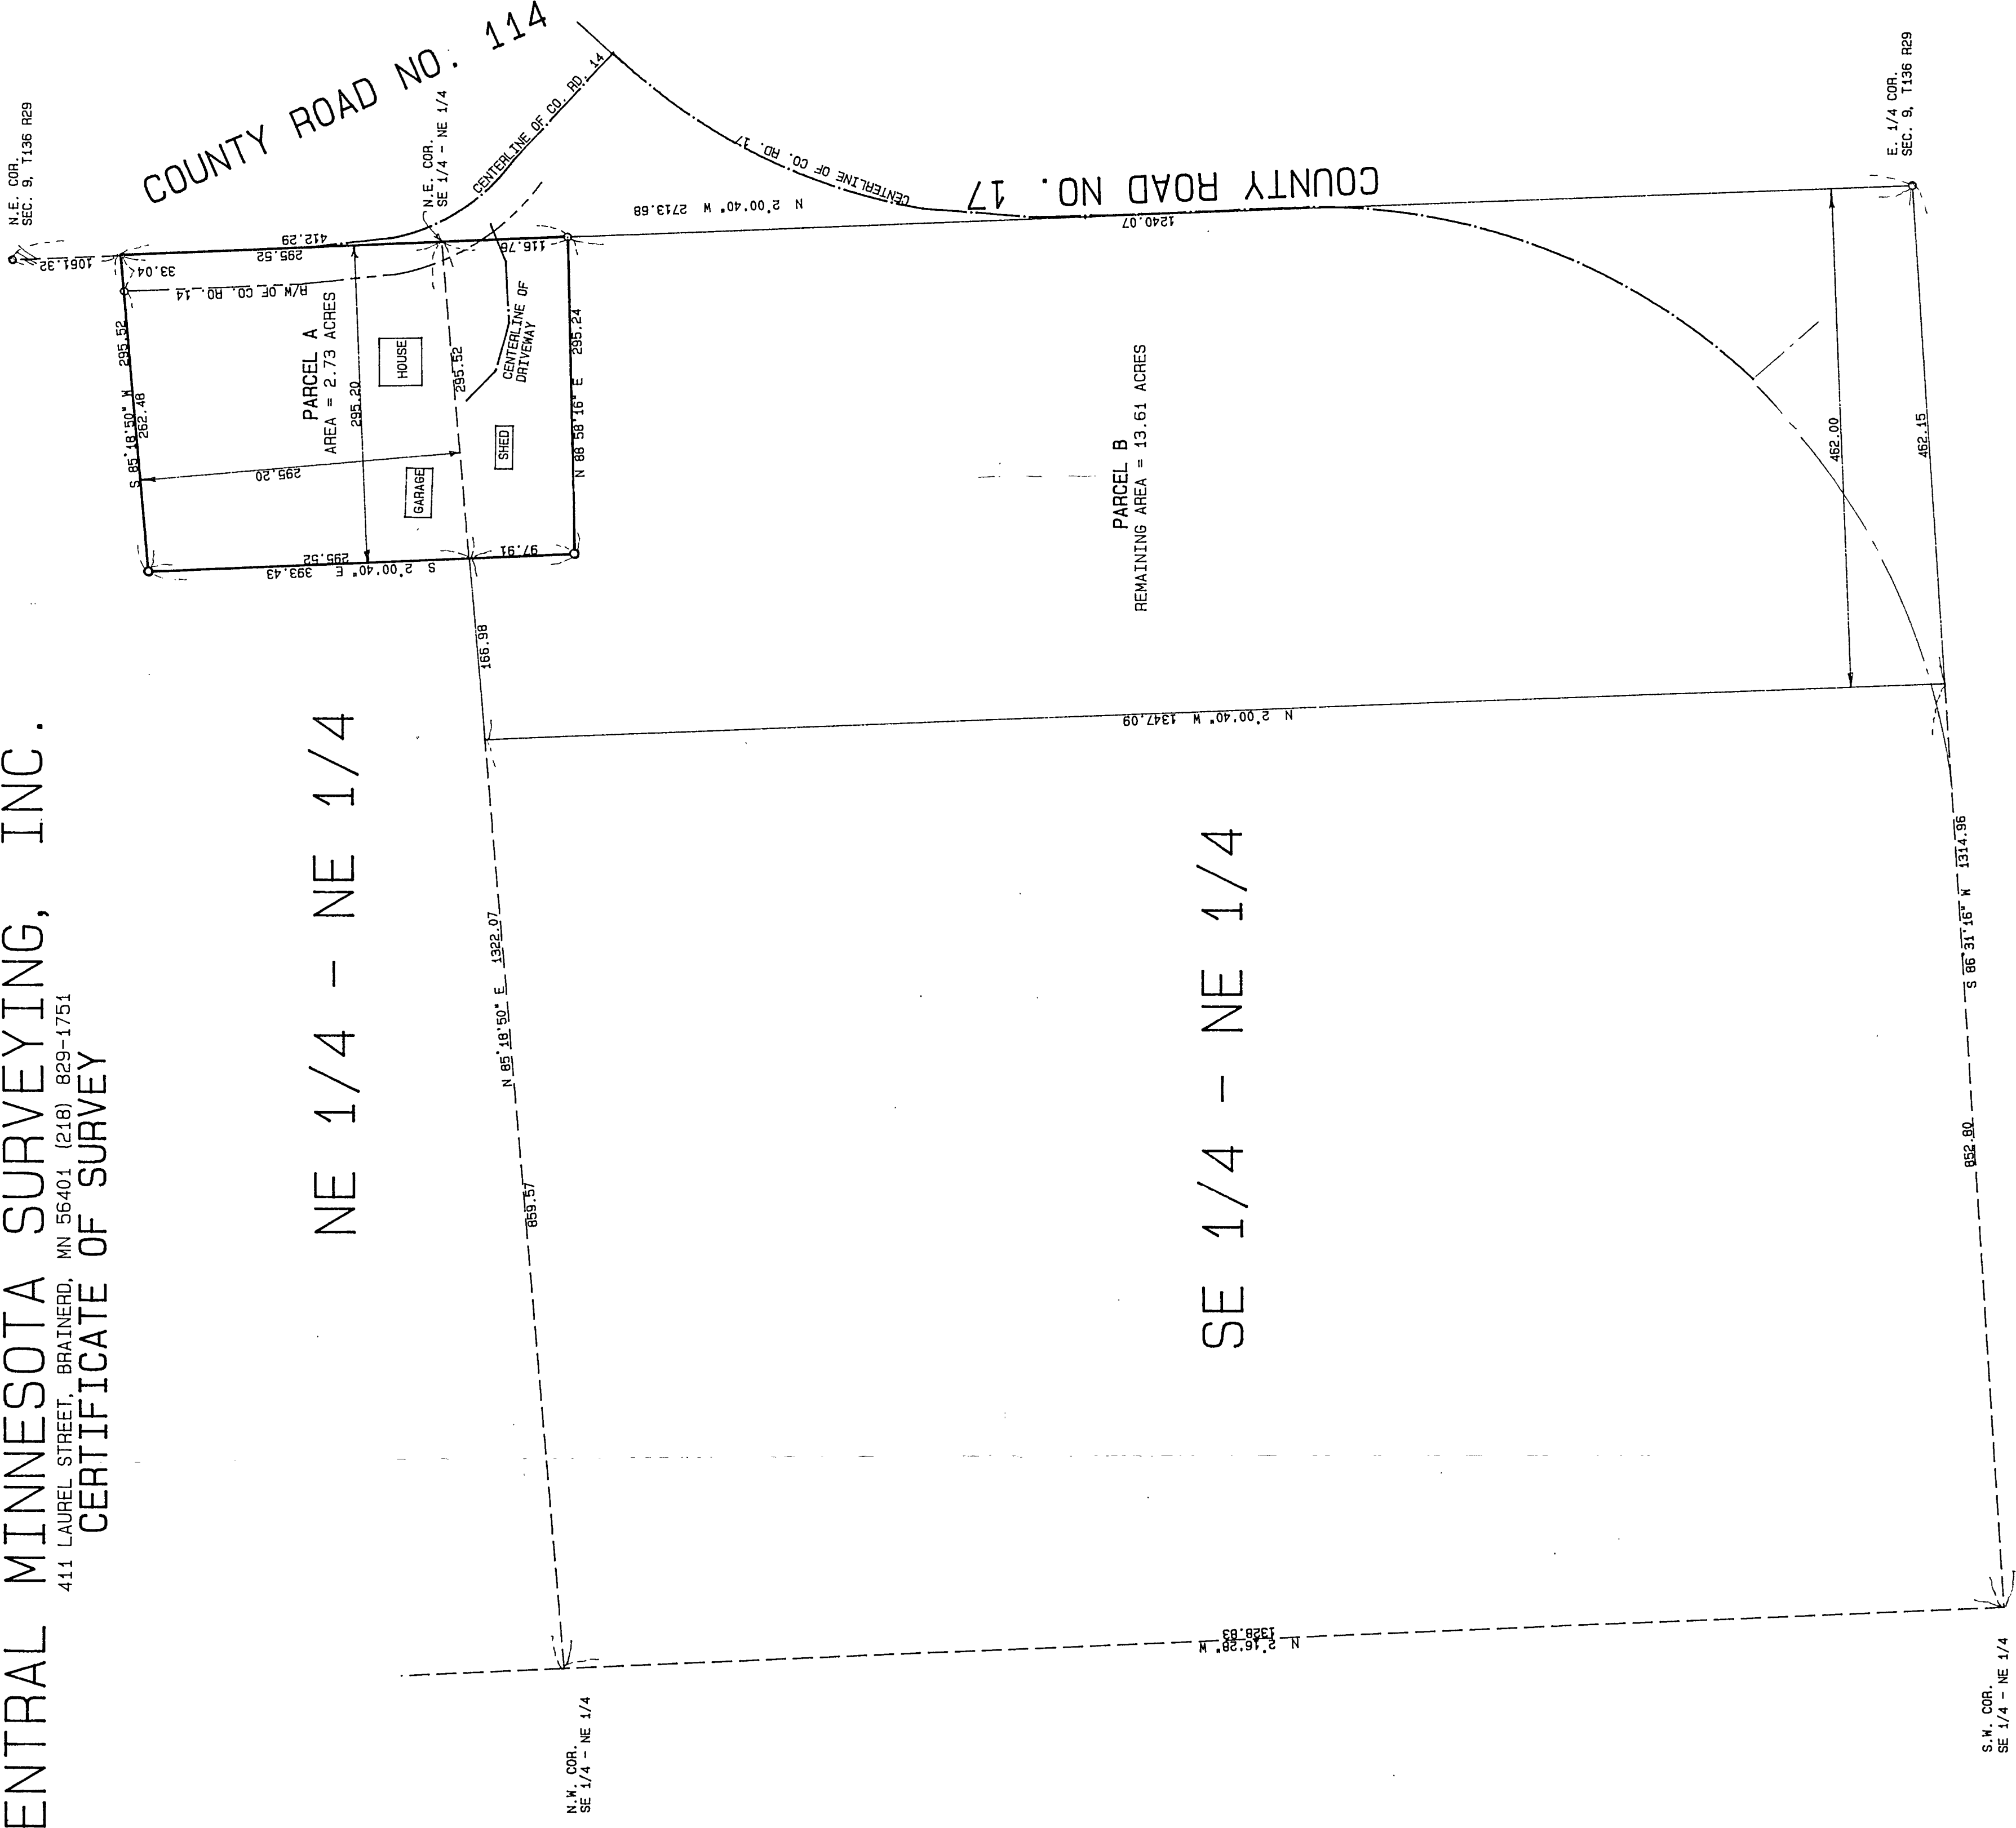 ENTRAL MINNESOTA SURVEYING, INC.
411 LAUREL STREET, BRAINERD, MN 56401 (218) 829-1751
CERTIFICATE OF SURVEY
N.E. COR.
SEC. 9, T136 R29
COUNTY ROAD NO. 114
1061.32
N.E. COR.
SE 1/4 - NE 1/4
CENTERLINE OF CO. RD. 14
412.29
295.52
33.04
R/W OF CO. RD. 14
S 85°18'50" W 295.52
262.48
PARCEL A
AREA = 2.73 ACRES
295.20
295.20
HOUSE
GARAGE
SHED
295.52
CENTERLINE OF
DRIVEWAY
116.76
N 88 58'16" E 295.24
97.91
295.52
S 2°00'40" E 393.43
CENTERLINE OF CO. RD. 17
COUNTY ROAD NO. 17
N 2°00'40" W 2713.68
1240.07
E. 1/4 COR.
SEC. 9, T136 R29
PARCEL B
REMAINING AREA = 13.61 ACRES
462.00
462.15
166.98
N 2°00'40" W 1347.09
NE 1/4 - NE 1/4
N 85°18'50" E 1322.07
859.57
SE 1/4 - NE 1/4
S 86°31'16" W 1314.96
852.80
N 2°16'28" W
1328.83
N.W. COR.
SE 1/4 - NE 1/4
S.W. COR.
SE 1/4 - NE 1/4